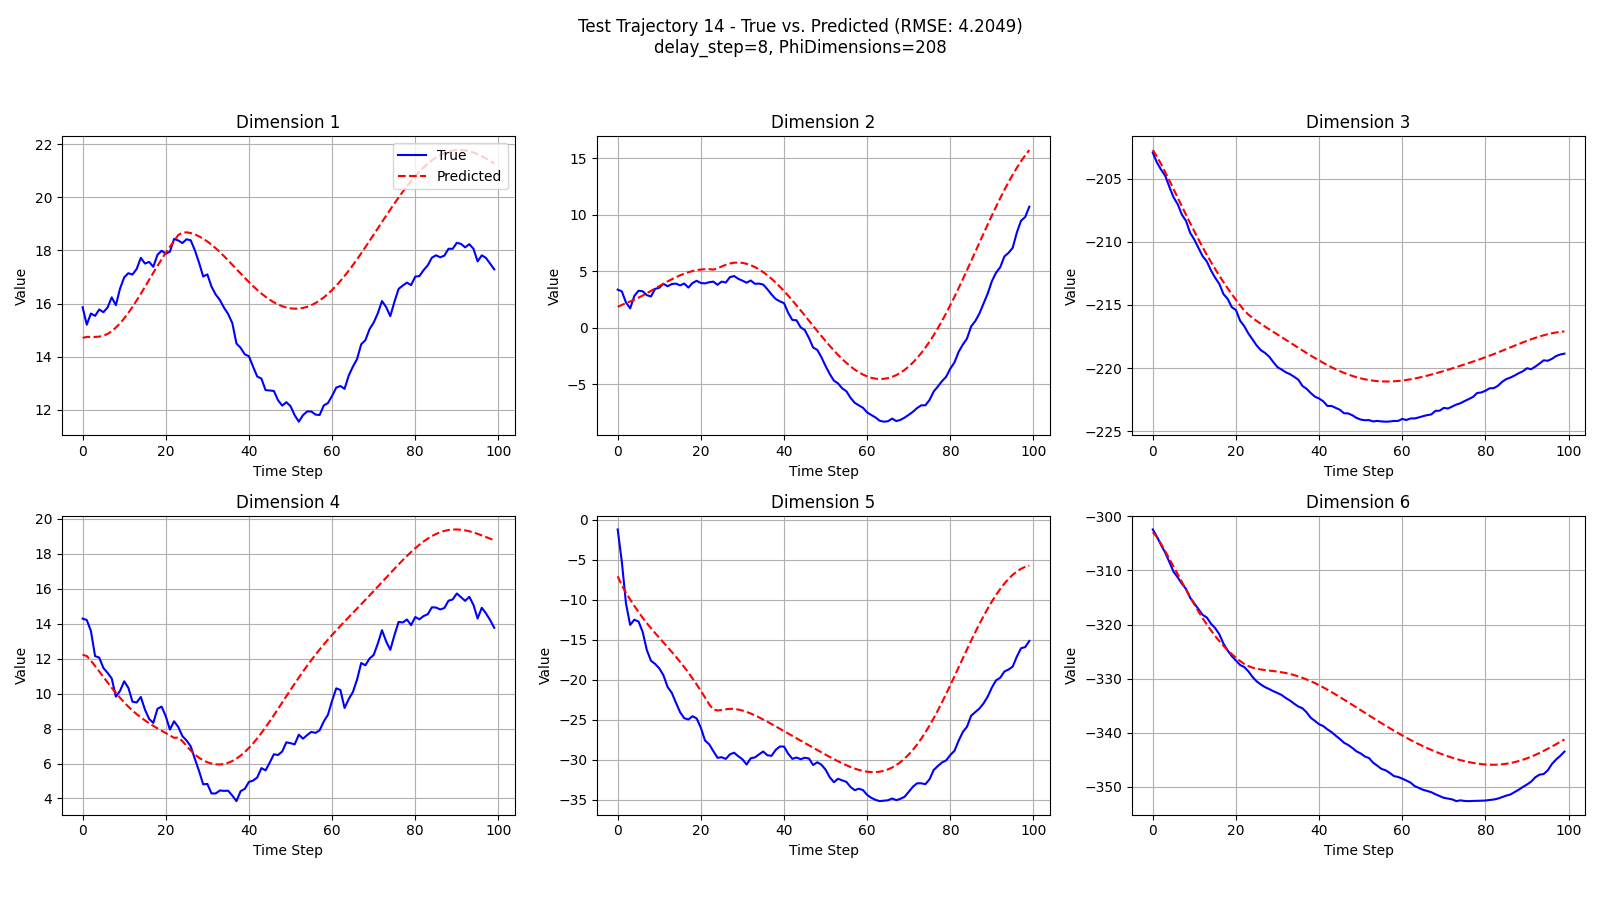 Test Trajectory 14 - True vs. Predicted (RMSE: 4.2049)
delay_step=8, PhiDimensions=208
Dimension 1
22
20
18
16
14
12
Value
0 20 40 60 80 100
Time Step
True
Predicted
Dimension 2
15
10
5
0
−5
Value
0 20 40 60 80 100
Time Step
Dimension 3
−205
−210
−215
−220
−225
Value
0 20 40 60 80 100
Time Step
Dimension 4
20
18
16
14
12
10
8
6
4
Value
0 20 40 60 80 100
Time Step
Dimension 5
0
−5
−10
−15
−20
−25
−30
−35
Value
0 20 40 60 80 100
Time Step
Dimension 6
−300
−310
−320
−330
−340
−350
Value
0 20 40 60 80 100
Time Step